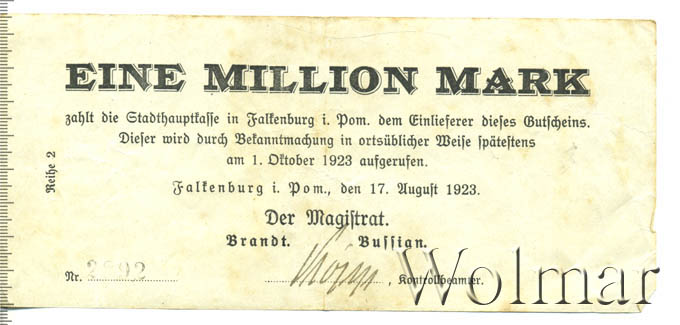 EINE MILLION MARK
zahlt die Stadthauptkasse in Falkenburg i. Pom. dem Einlieferer dieses Gutscheins.
Dieser wird durch Bekanntmachung in ortsüblicher Weise spätestens
am 1. Oktober 1923 aufgerufen.
Falkenburg i. Pom., den 17. August 1923.
Der Magistrat.
Brandt. Bussian.
Nr. 2892 , Kontrollbeamter.
Reihe 2
Wolmar